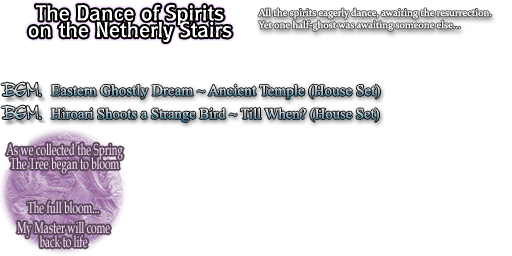 The Dance of Spirits
on the Netherly Stairs
All the spirits eagerly dance, awaiting the resurrection.
Yet one half-ghost was awaiting someone else...
BGM. Eastern Ghostly Dream ~ Ancient Temple (House Set)
BGM. Hiroari Shoots a Strange Bird ~ Till When? (House Set)
As we collected the Spring
The Tree began to bloom
The full bloom...
My Master will come
back to life